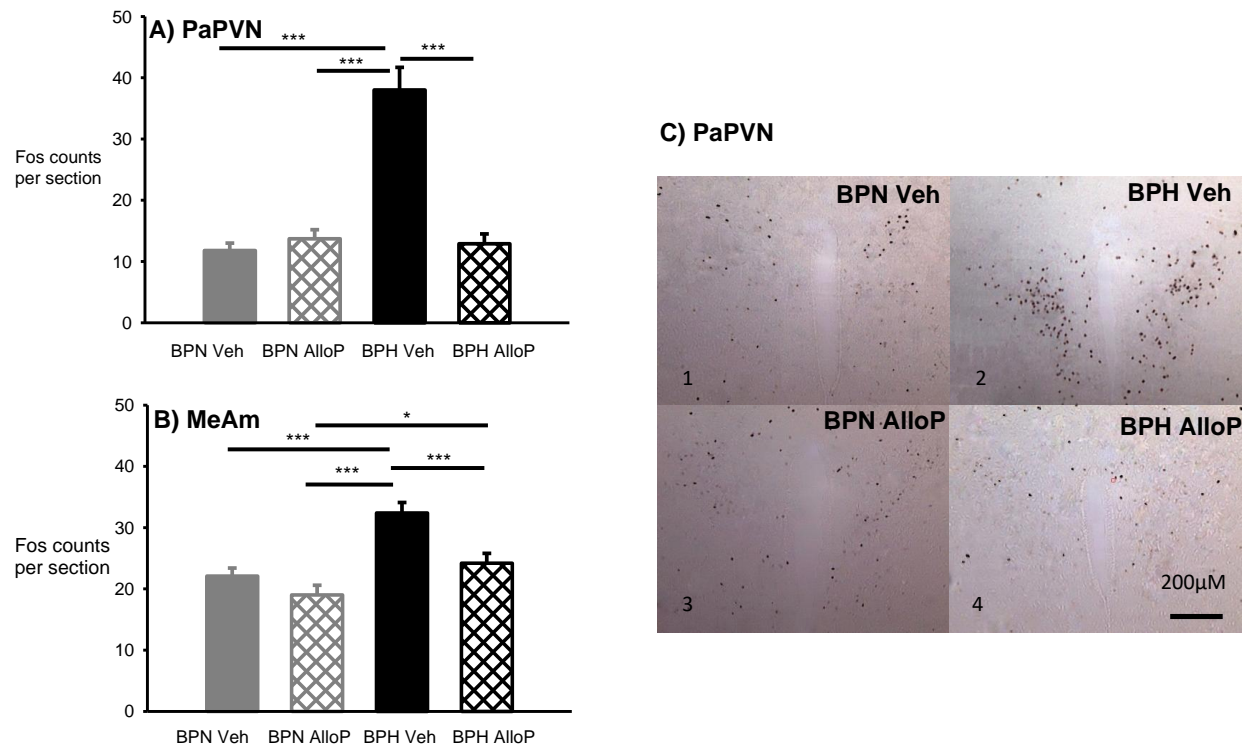 A) PaPVN
50
40
30
20
10
0
Fos counts
per section
***
***
***
BPN Veh
BPN AlloP
BPH Veh
BPH AlloP
B) MeAm
50
40
30
20
10
0
Fos counts
per section
*
***
***
***
BPN Veh
BPN AlloP
BPH Veh
BPH AlloP
C) PaPVN
BPN Veh
1
BPH Veh
2
BPN AlloP
3
BPH AlloP
4
200µM